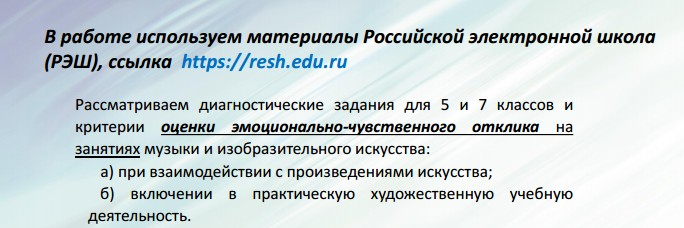 В работе используем материалы Российской электронной школа
(РЭШ), ссылка https://resh.edu.ru
Рассматриваем диагностические задания для 5 и 7 классов и
критерии оценки эмоционально-чувственного отклика на
занятиях музыки и изобразительного искусства:
а) при взаимодействии с произведениями искусства;
б) включении в практическую художественную учебную
деятельность.